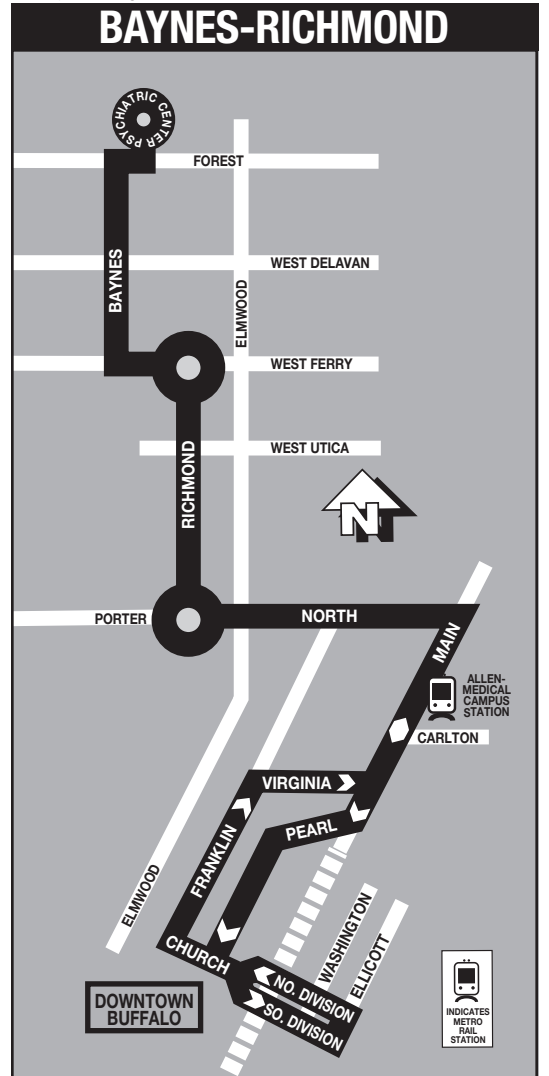 BAYNES-RICHMOND
PSYCHIATRIC CENTER
FOREST
BAYNES
WEST DELAVAN
ELMWOOD
WEST FERRY
WEST UTICA
RICHMOND
N
PORTER
NORTH
MAIN
ALLEN-
MEDICAL
CAMPUS
STATION
CARLTON
VIRGINIA
PEARL
FRANKLIN
ELMWOOD
CHURCH
WASHINGTON
ELLICOTT
NO. DIVISION
SO. DIVISION
DOWNTOWN
BUFFALO
INDICATES
METRO
RAIL
STATION